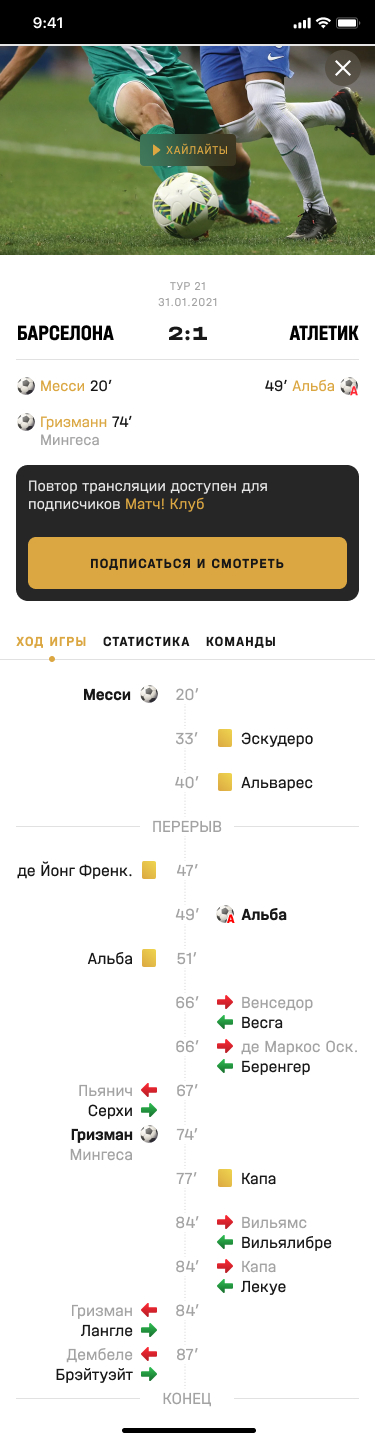 9:41
ХАЙЛАЙТЫ
ТУР 21
31.01.2021
БАРСЕЛОНА 2:1 АТЛЕТИК
Месси 20′ 49′ Альба A
Гризманн 74′
Мингеса
Повтор трансляции доступен для
подписчиков Матч! Клуб
ПОДПИСАТЬСЯ И СМОТРЕТЬ
ХОД ИГРЫ СТАТИСТИКА КОМАНДЫ
Месси 20′
33′ Эскудеро
40′ Альварес
ПЕРЕРЫВ
де Йонг Френк. 47′
49′ A Альба
Альба 51′
66′ Венседор
Весга
66′ де Маркос Оск.
Беренгер
Пьянич 67′
Серхи
Гризман 74′
Мингеса
77′ Капа
84′ Вильямс
Вильялибре
84′ Капа
Лекуе
Гризман 84′
Лангле
Дембеле 87′
Брэйтуэйт
КОНЕЦ